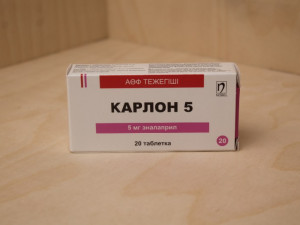 АӨФ ТЕЖЕГІШІ
КАРЛОН 5
5 мг эналаприл
20 таблетка
20